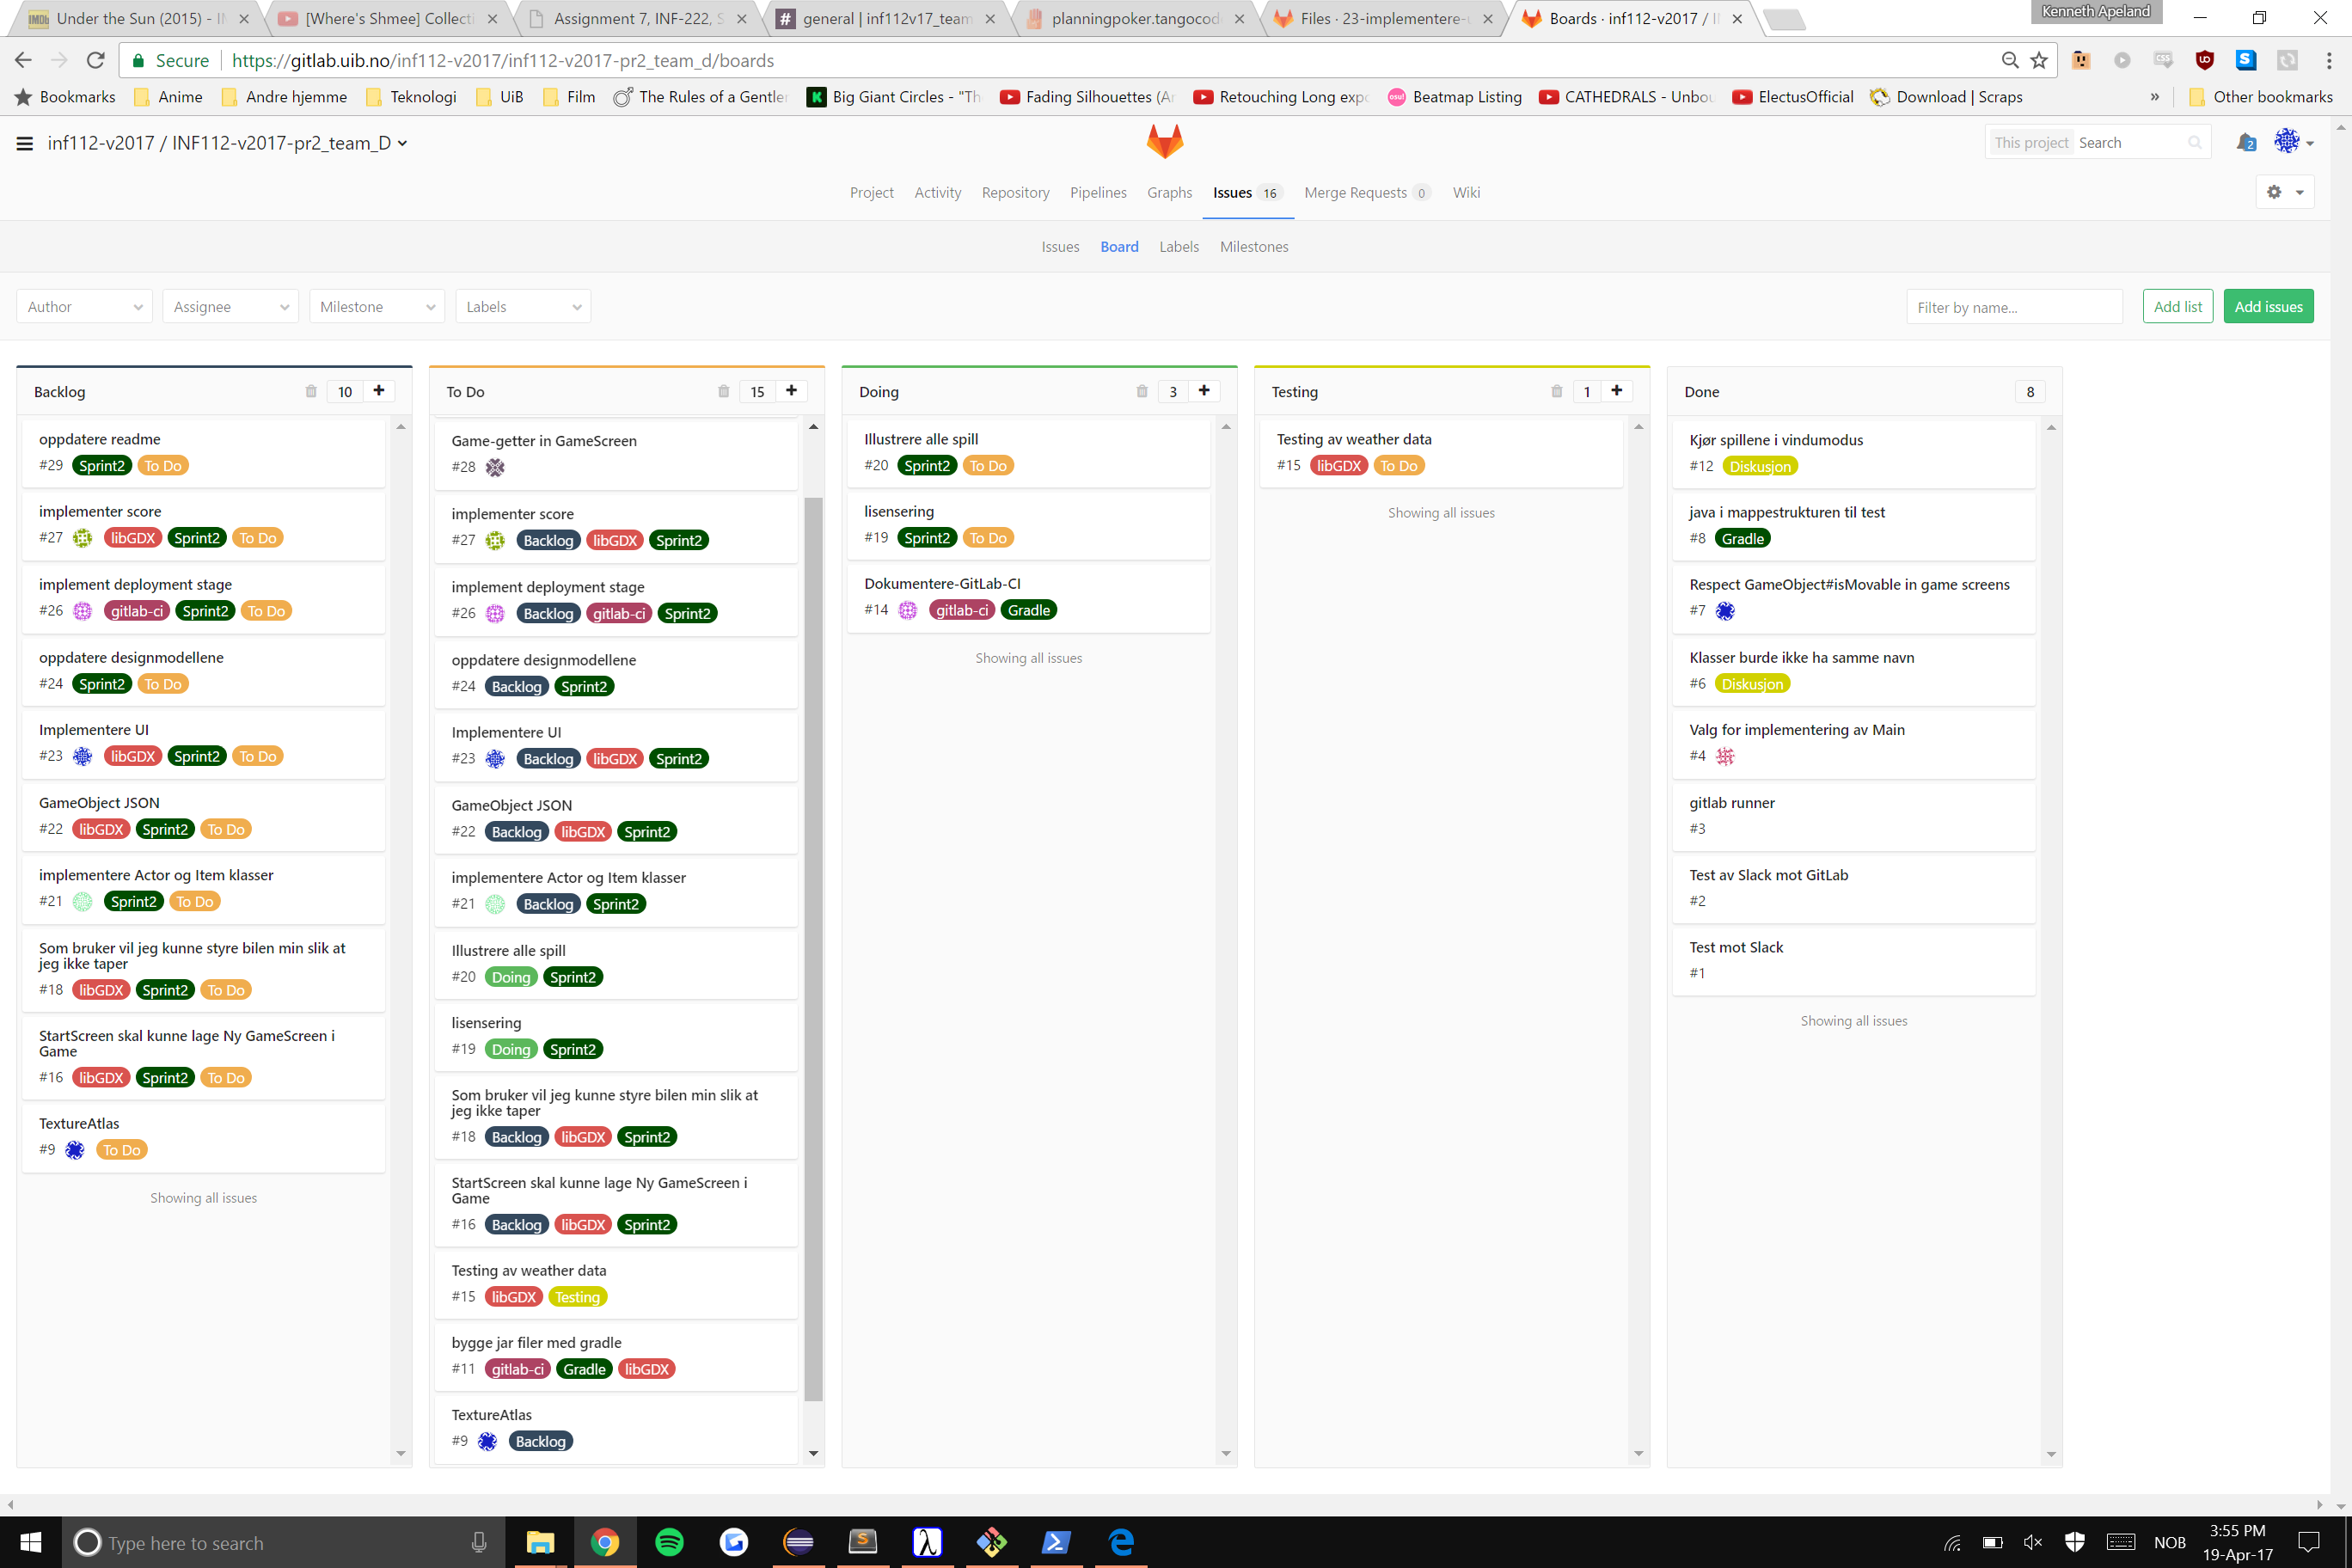 Kenneth Apeland
Under the Sun (2015) - IM
[Where's Shmee] Collecti
Assignment 7, INF-222, S
general | inf112v17_team
planningpoker.tangocod
Files · 23-implementere-u
Boards · inf112-v2017 / I
Secure https://gitlab.uib.no/inf112-v2017/inf112-v2017-pr2_team_d/boards
Bookmarks Anime Andre hjemme Teknologi UiB Film The Rules of a Gentler Big Giant Circles - "Th Fading Silhouettes (Ar Retouching Long expo Beatmap Listing CATHEDRALS - Unbou ElectusOfficial Download | Scraps » Other bookmarks
inf112-v2017 / INF112-v2017-pr2_team_D
This project Search 2
Project Activity Repository Pipelines Graphs Issues 16 Merge Requests 0 Wiki
Issues Board Labels Milestones
Author Assignee Milestone Labels Filter by name... Add list Add issues
Backlog 10
oppdatere readme
#29 Sprint2 To Do
implementer score
#27 libGDX Sprint2 To Do
implement deployment stage
#26 gitlab-ci Sprint2 To Do
oppdatere designmodellene
#24 Sprint2 To Do
Implementere UI
#23 libGDX Sprint2 To Do
GameObject JSON
#22 libGDX Sprint2 To Do
implementere Actor og Item klasser
#21 Sprint2 To Do
Som bruker vil jeg kunne styre bilen min slik at
jeg ikke taper
#18 libGDX Sprint2 To Do
StartScreen skal kunne lage Ny GameScreen i
Game
#16 libGDX Sprint2 To Do
TextureAtlas
#9 To Do
Showing all issues
To Do 15
Game-getter in GameScreen
#28
implementer score
#27 Backlog libGDX Sprint2
implement deployment stage
#26 Backlog gitlab-ci Sprint2
oppdatere designmodellene
#24 Backlog Sprint2
Implementere UI
#23 Backlog libGDX Sprint2
GameObject JSON
#22 Backlog libGDX Sprint2
implementere Actor og Item klasser
#21 Backlog Sprint2
Illustrere alle spill
#20 Doing Sprint2
lisensering
#19 Doing Sprint2
Som bruker vil jeg kunne styre bilen min slik at
jeg ikke taper
#18 Backlog libGDX Sprint2
StartScreen skal kunne lage Ny GameScreen i
Game
#16 Backlog libGDX Sprint2
Testing av weather data
#15 libGDX Testing
bygge jar filer med gradle
#11 gitlab-ci Gradle libGDX
TextureAtlas
#9 Backlog
Doing 3
Illustrere alle spill
#20 Sprint2 To Do
lisensering
#19 Sprint2 To Do
Dokumentere-GitLab-CI
#14 gitlab-ci Gradle
Showing all issues
Testing 1
Testing av weather data
#15 libGDX To Do
Showing all issues
Done 8
Kjør spillene i vindumodus
#12 Diskusjon
java i mappestrukturen til test
#8 Gradle
Respect GameObject#isMovable in game screens
#7
Klasser burde ikke ha samme navn
#6 Diskusjon
Valg for implementering av Main
#4
gitlab runner
#3
Test av Slack mot GitLab
#2
Test mot Slack
#1
Showing all issues
Type here to search
NOB
3:55 PM
19-Apr-17